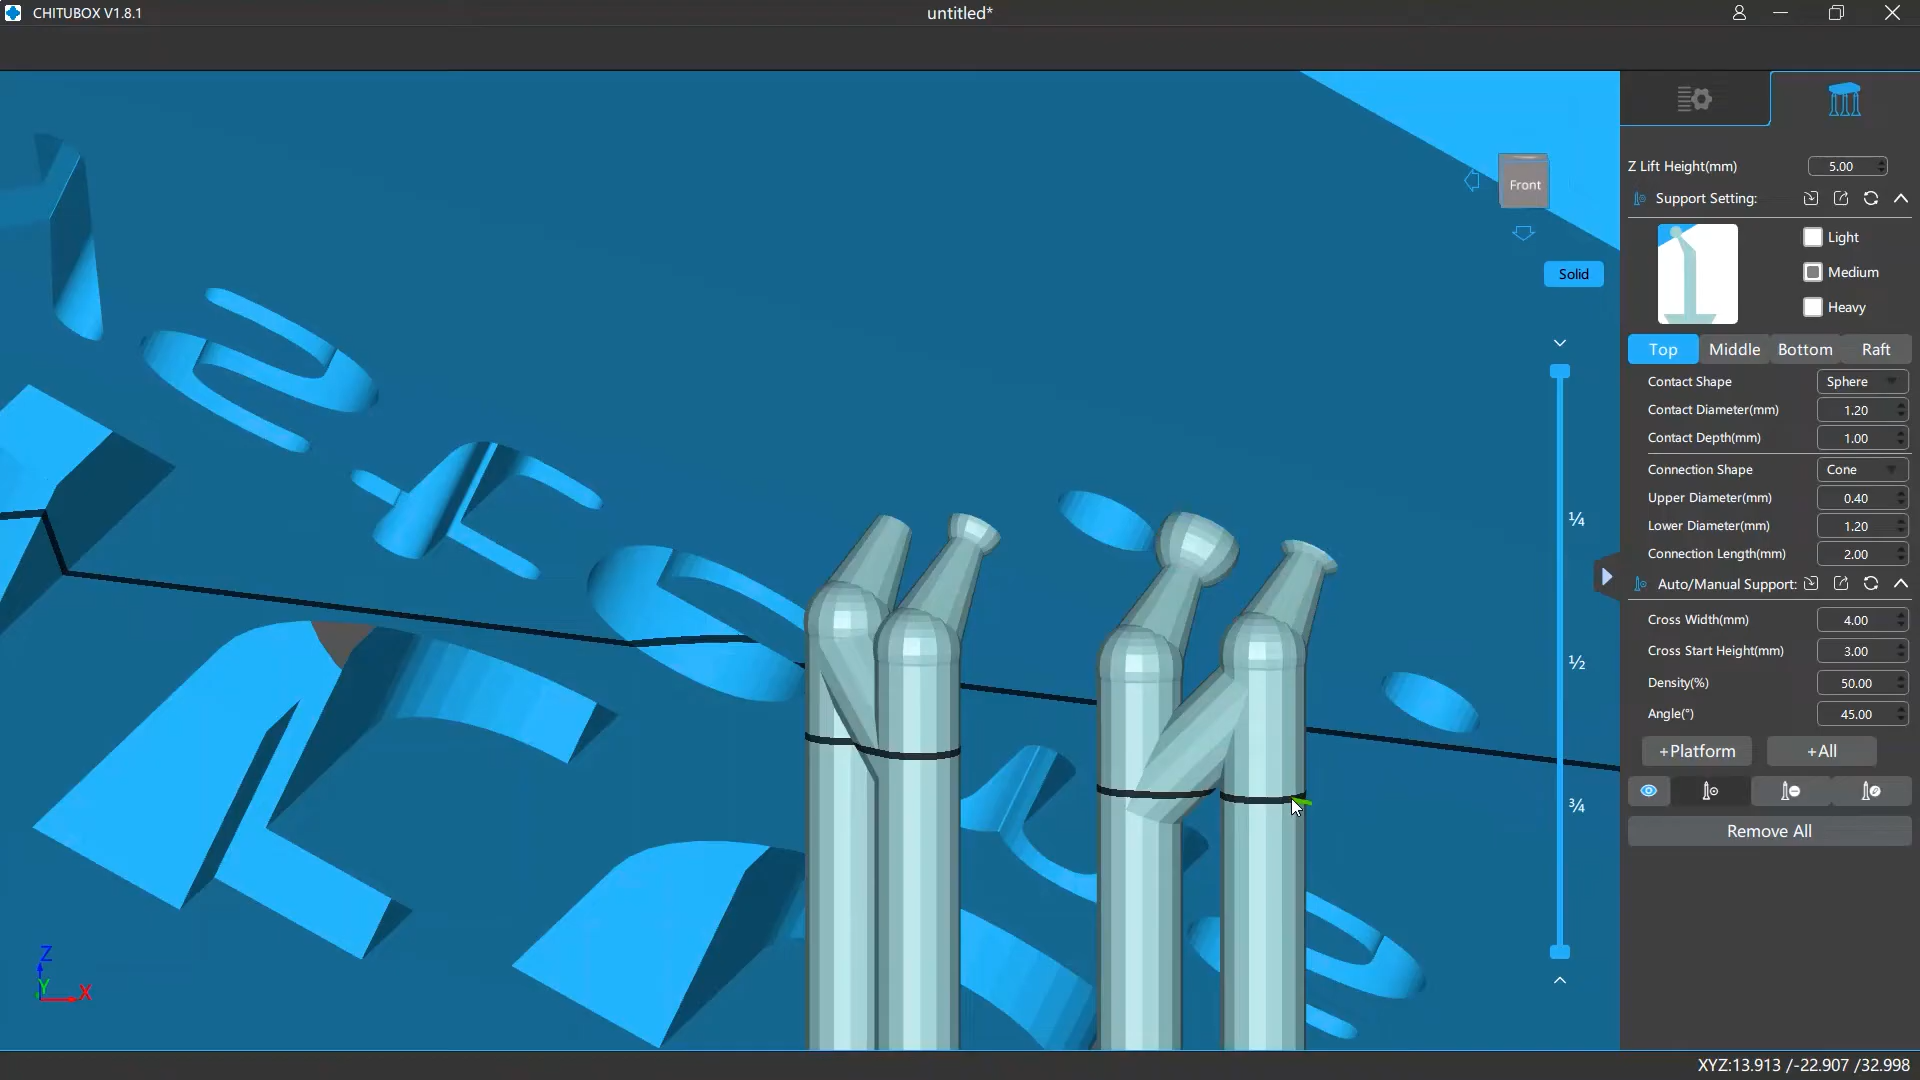 CHITUBOX V1.8.1
untitled*
Z Lift Height(mm) 5.00
Support Setting:
Front
Light
Solid
Medium
Heavy
Top Middle Bottom Raft
Contact Shape Sphere
Contact Diameter(mm) 1.20
Contact Depth(mm) 1.00
Connection Shape Cone
Upper Diameter(mm) 0.40
¼
Lower Diameter(mm) 1.20
Connection Length(mm) 2.00
Auto/Manual Support:
Cross Width(mm) 4.00
Cross Start Height(mm) 3.00
½
Density(%) 50.00
Angle(°) 45.00
+Platform +All
¾
Remove All
Z
Y
X
XYZ:13.913 /-22.907 /32.998